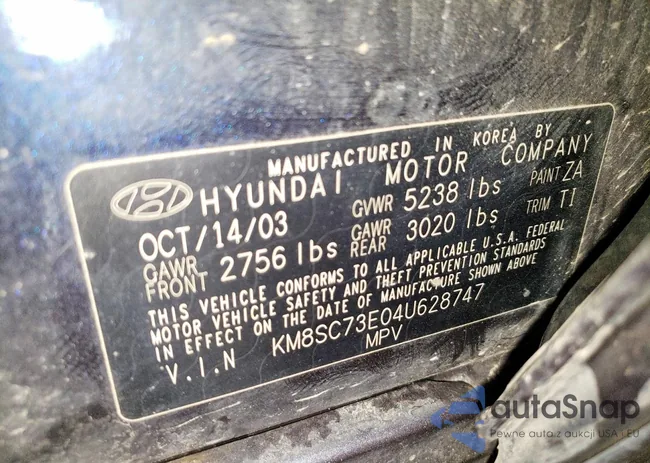 MANUFACTURED IN KOREA BY
HYUNDAI MOTOR COMPANY
OCT/14/03 GVWR 5238 lbs PAINT ZA
GAWR FRONT 2756 lbs GAWR REAR 3020 lbs TRIM TI
THIS VEHICLE CONFORMS TO ALL APPLICABLE U.S.A. FEDERAL
MOTOR VEHICLE SAFETY AND THEFT PREVENTION STANDARDS
IN EFFECT ON THE DATE OF MANUFACTURE SHOWN ABOVE
V.I.N KM8SC73E04U628747
MPV
autaSnap
Pewne auta z aukcji USA i EU